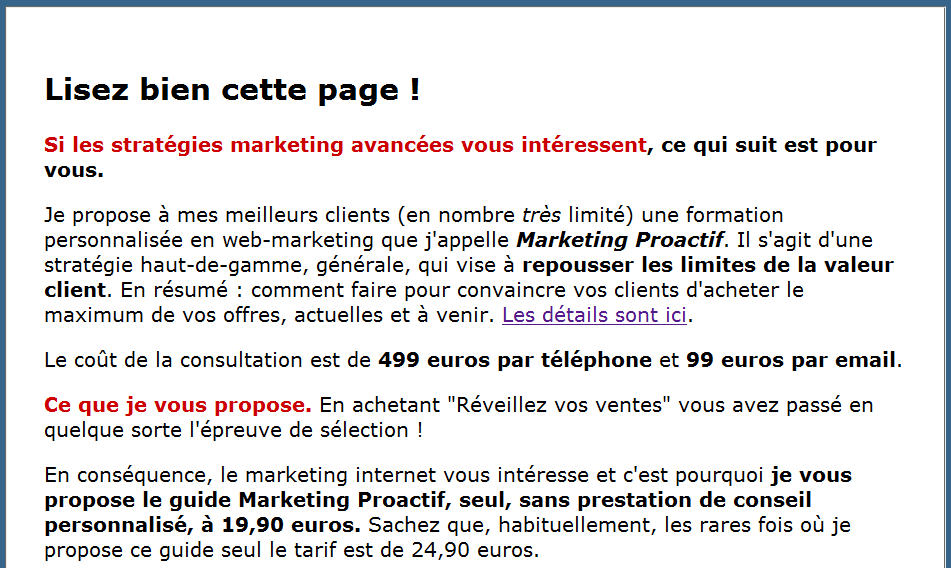 Lisez bien cette page !
Si les stratégies marketing avancées vous intéressent, ce qui suit est pour
vous.
Je propose à mes meilleurs clients (en nombre très limité) une formation
personnalisée en web-marketing que j'appelle Marketing Proactif. Il s'agit d'une
stratégie haut-de-gamme, générale, qui vise à repousser les limites de la valeur
client. En résumé : comment faire pour convaincre vos clients d'acheter le
maximum de vos offres, actuelles et à venir. Les détails sont ici.
Le coût de la consultation est de 499 euros par téléphone et 99 euros par email.
Ce que je vous propose. En achetant "Réveillez vos ventes" vous avez passé en
quelque sorte l'épreuve de sélection !
En conséquence, le marketing internet vous intéresse et c'est pourquoi je vous
propose le guide Marketing Proactif, seul, sans prestation de conseil
personnalisé, à 19,90 euros. Sachez que, habituellement, les rares fois où je
propose ce guide seul le tarif est de 24,90 euros.